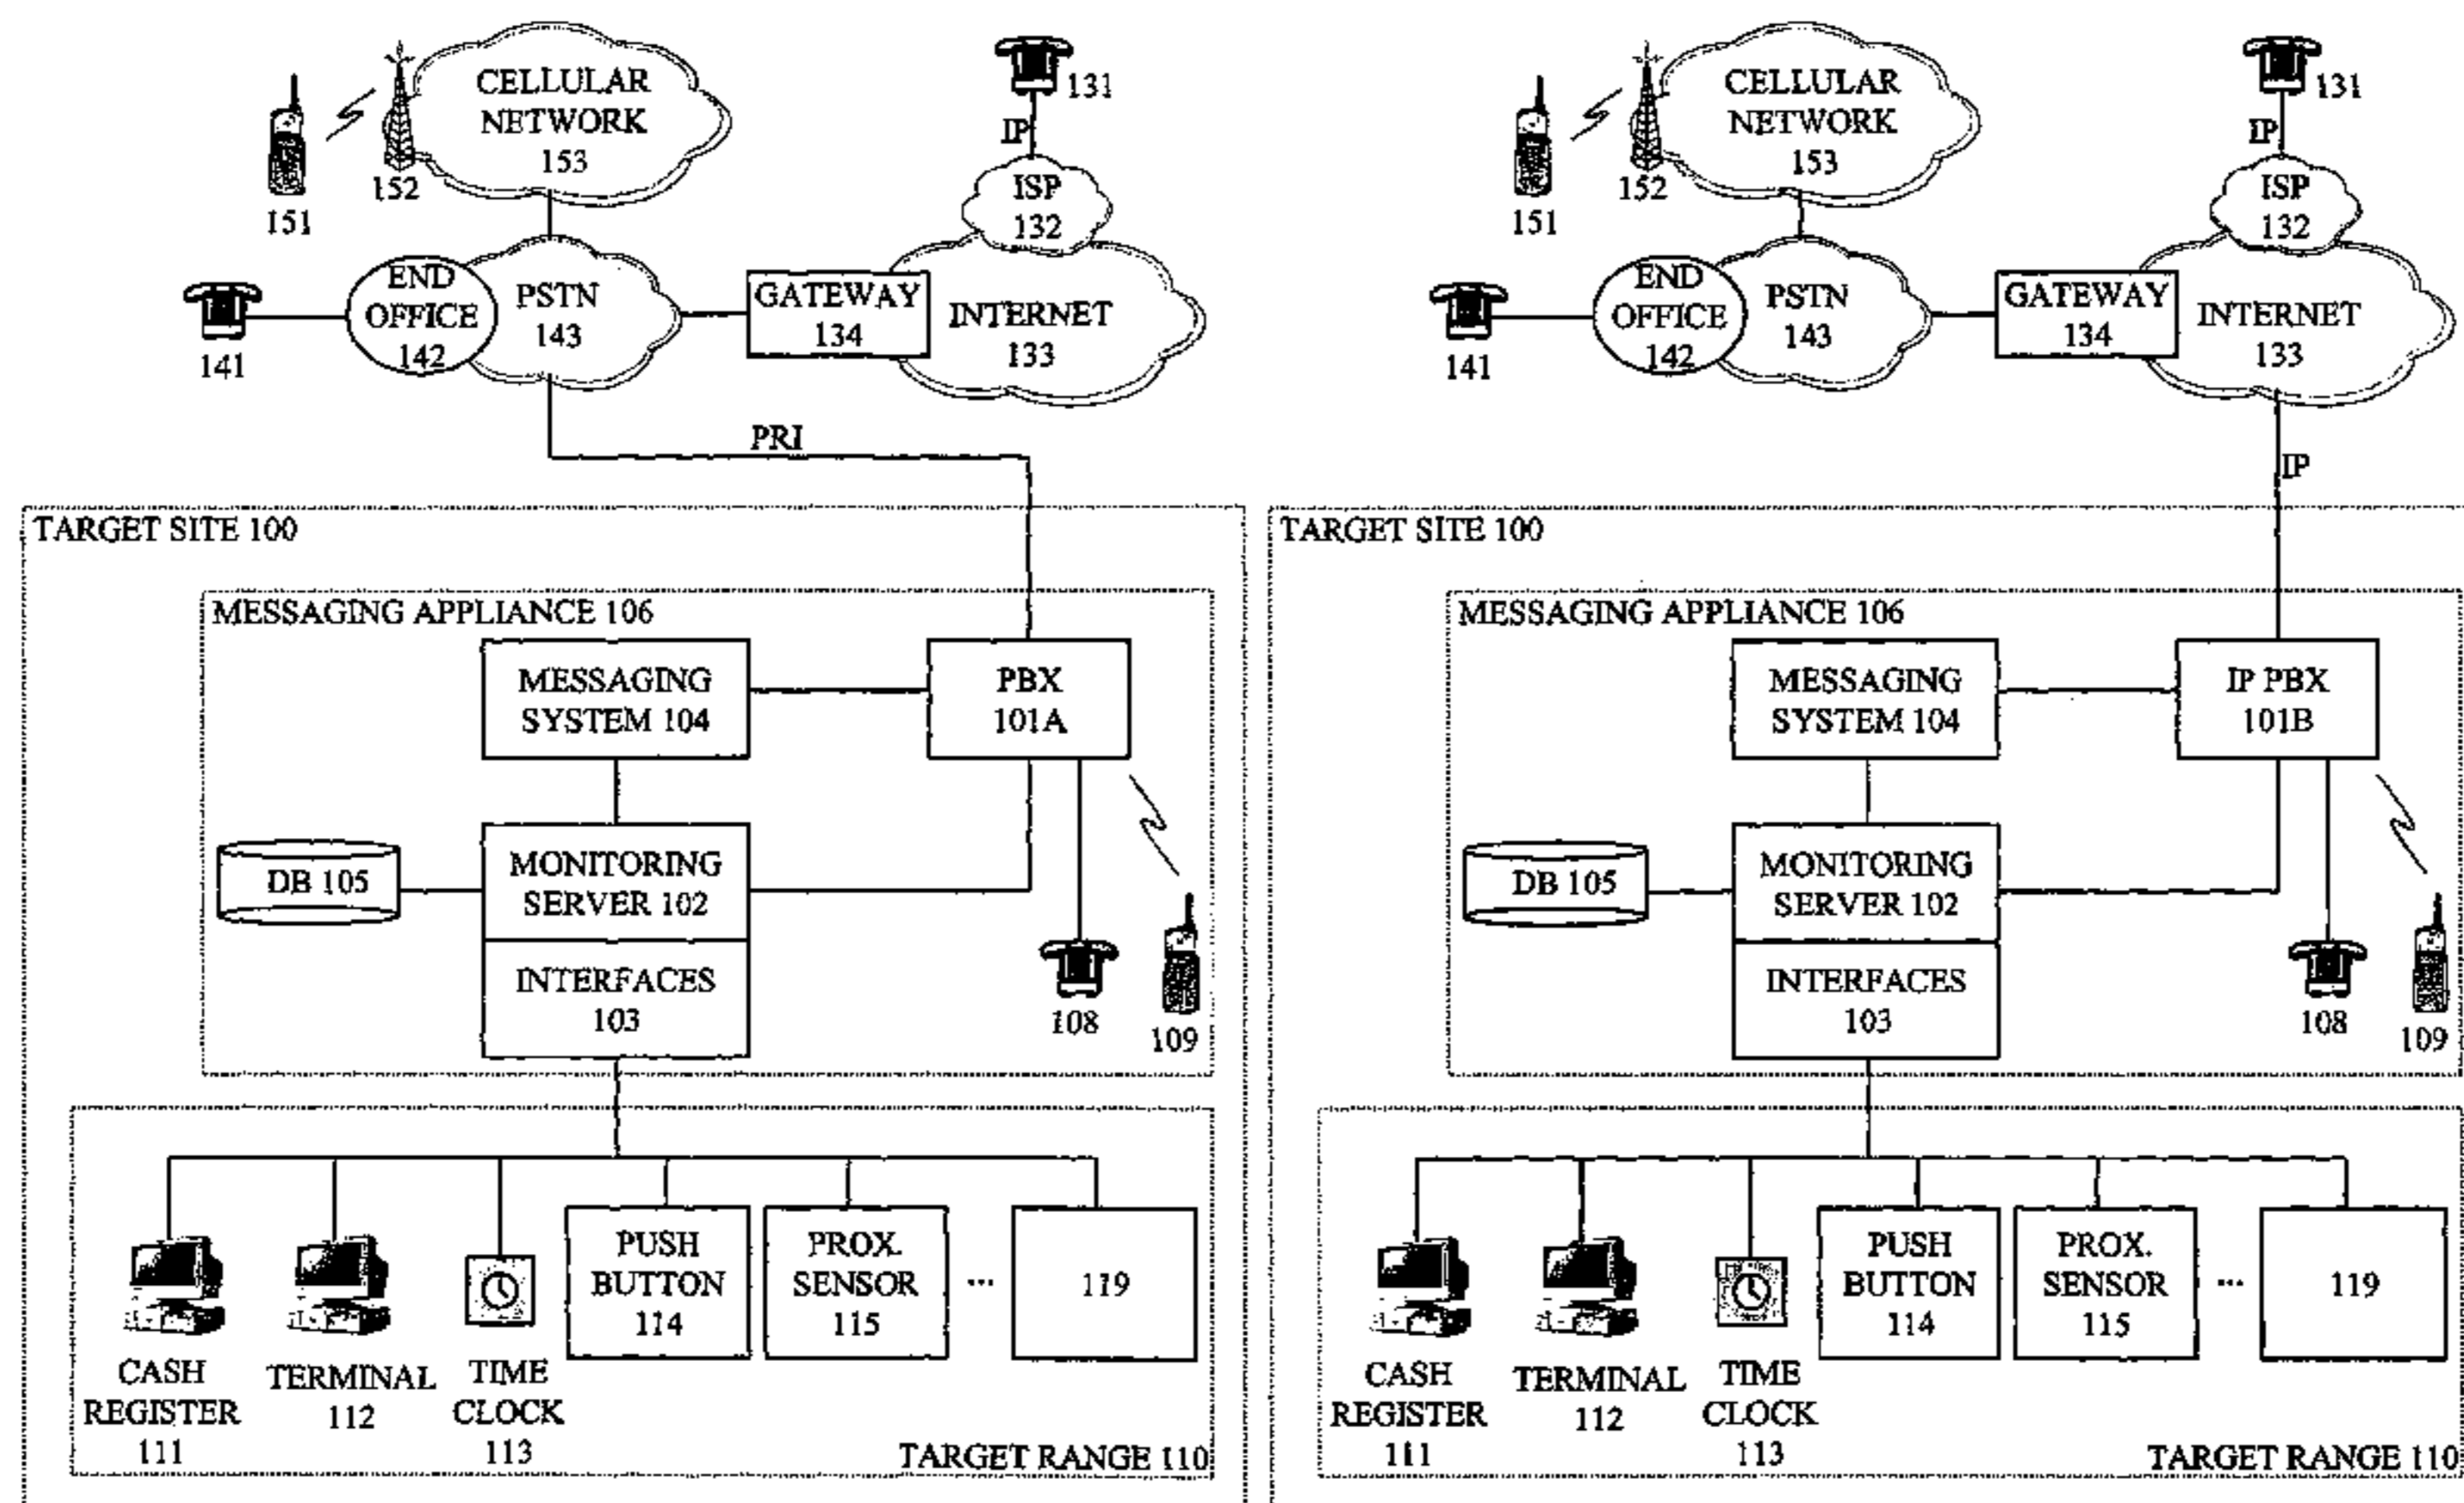 CELLULAR
NETWORK
153
131
IP
151
152
ISP
132
END
OFFICE
142
PSTN
143
GATEWAY
134
INTERNET
133
141
PRI
TARGET SITE 100
MESSAGING APPLIANCE 106
MESSAGING
SYSTEM 104
PBX
101A
DB 105
MONITORING
SERVER 102
INTERFACES
103
108
109
PUSH
BUTTON
114
PROX.
SENSOR
115
...
119
CASH
REGISTER
111
TERMINAL
112
TIME
CLOCK
113
TARGET RANGE 110
CELLULAR
NETWORK
153
131
IP
151
152
ISP
132
END
OFFICE
142
PSTN
143
GATEWAY
134
INTERNET
133
141
IP
TARGET SITE 100
MESSAGING APPLIANCE 106
MESSAGING
SYSTEM 104
IP PBX
101B
DB 105
MONITORING
SERVER 102
INTERFACES
103
108
109
PUSH
BUTTON
114
PROX.
SENSOR
115
...
119
CASH
REGISTER
111
TERMINAL
112
TIME
CLOCK
113
TARGET RANGE 110